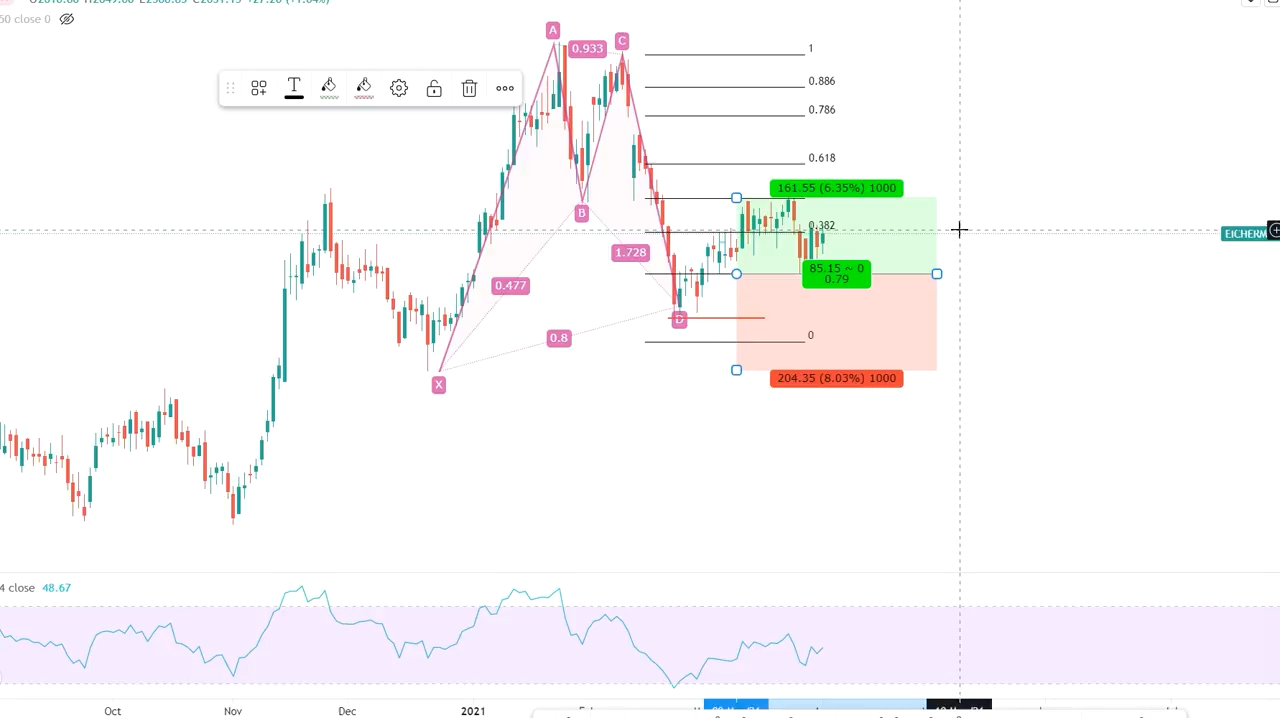 50 close 0
A
0.933
C
1
0.886
0.786
0.618
161.55 (6.35%) 1000
B
0.382
EICHERM
1.728
85.15 ~ 0
0.79
0.477
D
0.8
0
X
204.35 (8.03%) 1000
4 close 48.67
Oct
Nov
Dec
2021